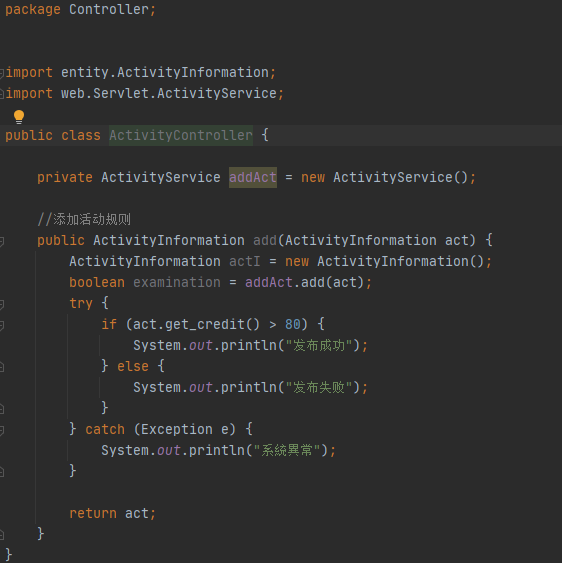 package Controller;
import entity.ActivityInformation;
import web.Servlet.ActivityService;
public class ActivityController {
private ActivityService addAct = new ActivityService();
//添加活动规则
public ActivityInformation add(ActivityInformation act) {
ActivityInformation actI = new ActivityInformation();
boolean examination = addAct.add(act);
try {
if (act.get_credit() > 80) {
System.out.println("发布成功");
} else {
System.out.println("发布失败");
}
} catch (Exception e) {
System.out.println("系統異常");
}
return act;
}
}